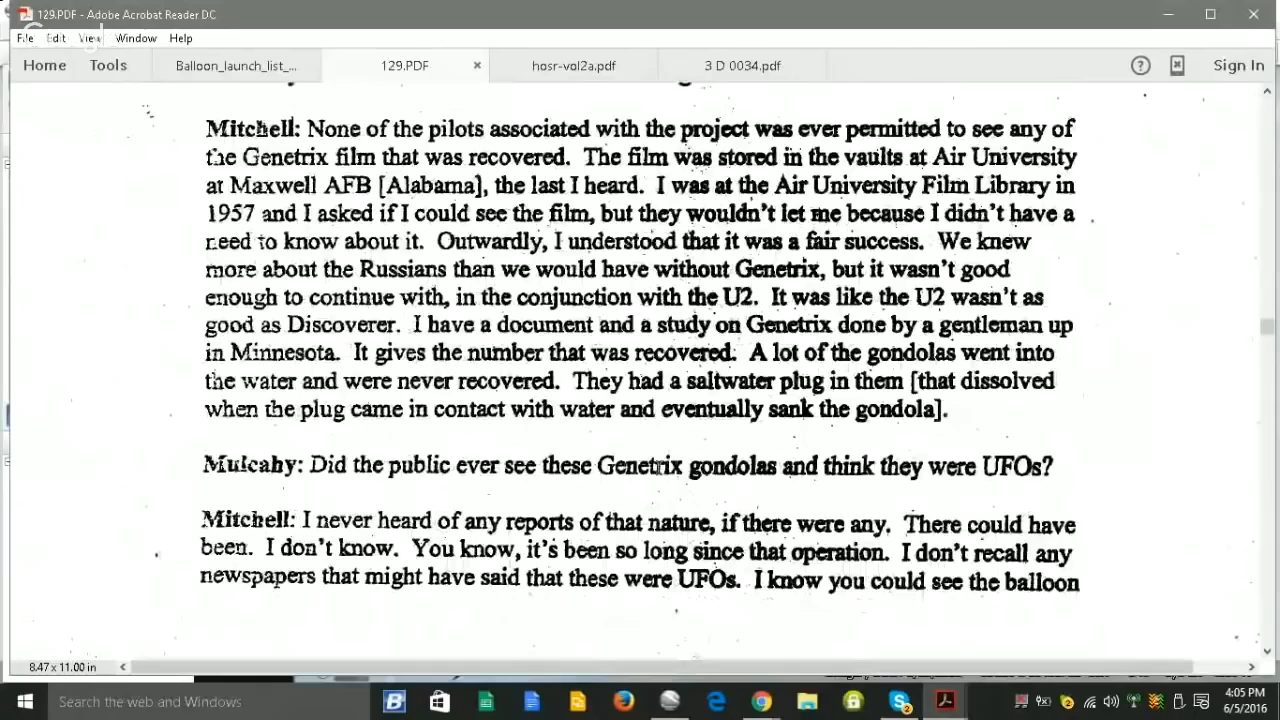 129.PDF - Adobe Acrobat Reader DC
Google
File Edit View Window Help
Home Tools Balloon_launch_list_... 129.PDF × hosr-vol2a.pdf 3 D 0034.pdf ? Sign In
Mitchell: None of the pilots associated with the project was ever permitted to see any of
the Genetrix film that was recovered. The film was stored in the vaults at Air University
at Maxwell AFB [Alabama], the last I heard. I was at the Air University Film Library in
1957 and I asked if I could see the film, but they wouldn't let me because I didn't have a
need to know about it. Outwardly, I understood that it was a fair success. We knew
more about the Russians than we would have without Genetrix, but it wasn't good
enough to continue with, in the conjunction with the U2. It was like the U2 wasn't as
good as Discoverer. I have a document and a study on Genetrix done by a gentleman up
in Minnesota. It gives the number that was recovered. A lot of the gondolas went into
the water and were never recovered. They had a saltwater plug in them [that dissolved
when the plug came in contact with water and eventually sank the gondola].
Mulcahy: Did the public ever see these Genetrix gondolas and think they were UFOs?
Mitchell: I never heard of any reports of that nature, if there were any. There could have
been. I don't know. You know, it's been so long since that operation. I don't recall any
newspapers that might have said that these were UFOs. I know you could see the balloon
8.47 x 11.00 in
Search the web and Windows
4:05 PM
6/5/2016